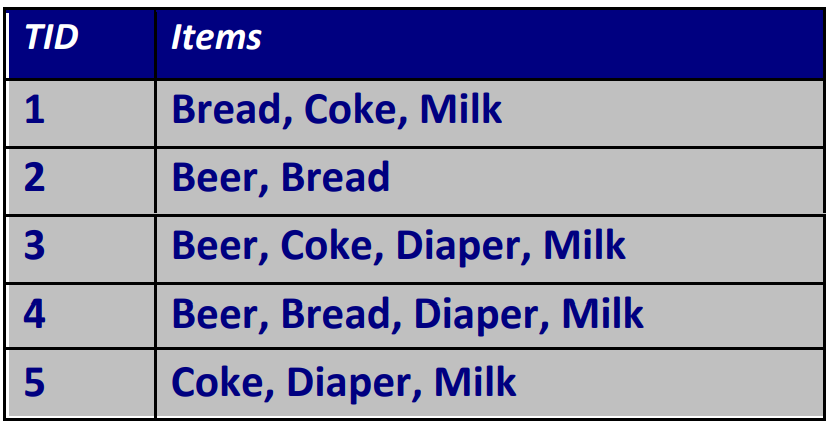 TID Items
1 Bread, Coke, Milk
2 Beer, Bread
3 Beer, Coke, Diaper, Milk
4 Beer, Bread, Diaper, Milk
5 Coke, Diaper, Milk